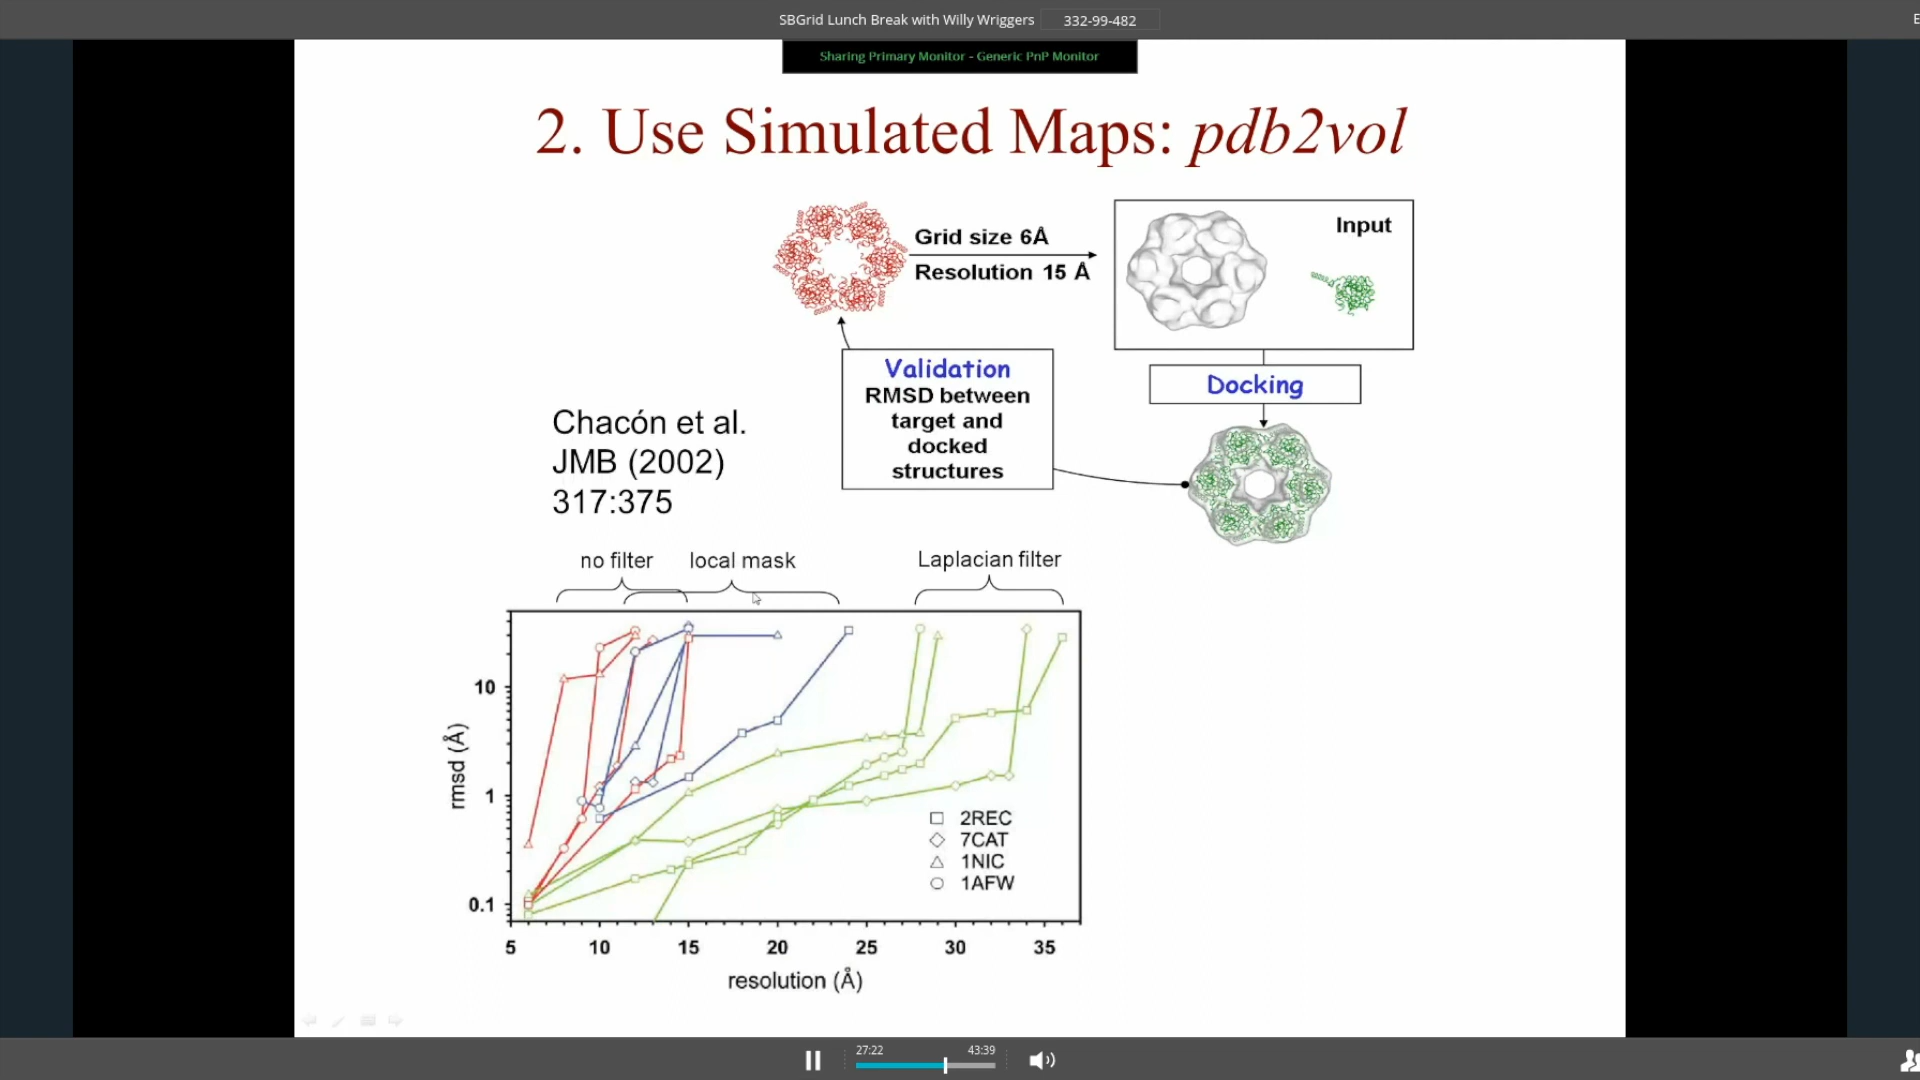 SBGrid Lunch Break with Willy Wriggers 332-99-482
E
Sharing Primary Monitor - Generic PnP Monitor
2. Use Simulated Maps: pdb2vol
Grid size 6Å
Resolution 15 Å
Input
Validation
RMSD between
target and
docked
structures
Docking
Chacón et al.
JMB (2002)
317:375
no filter
local mask
Laplacian filter
rmsd (Å)
10
1
0.1
2REC
7CAT
1NIC
1AFW
5 10 15 20 25 30 35
resolution (Å)
27:22 43:39